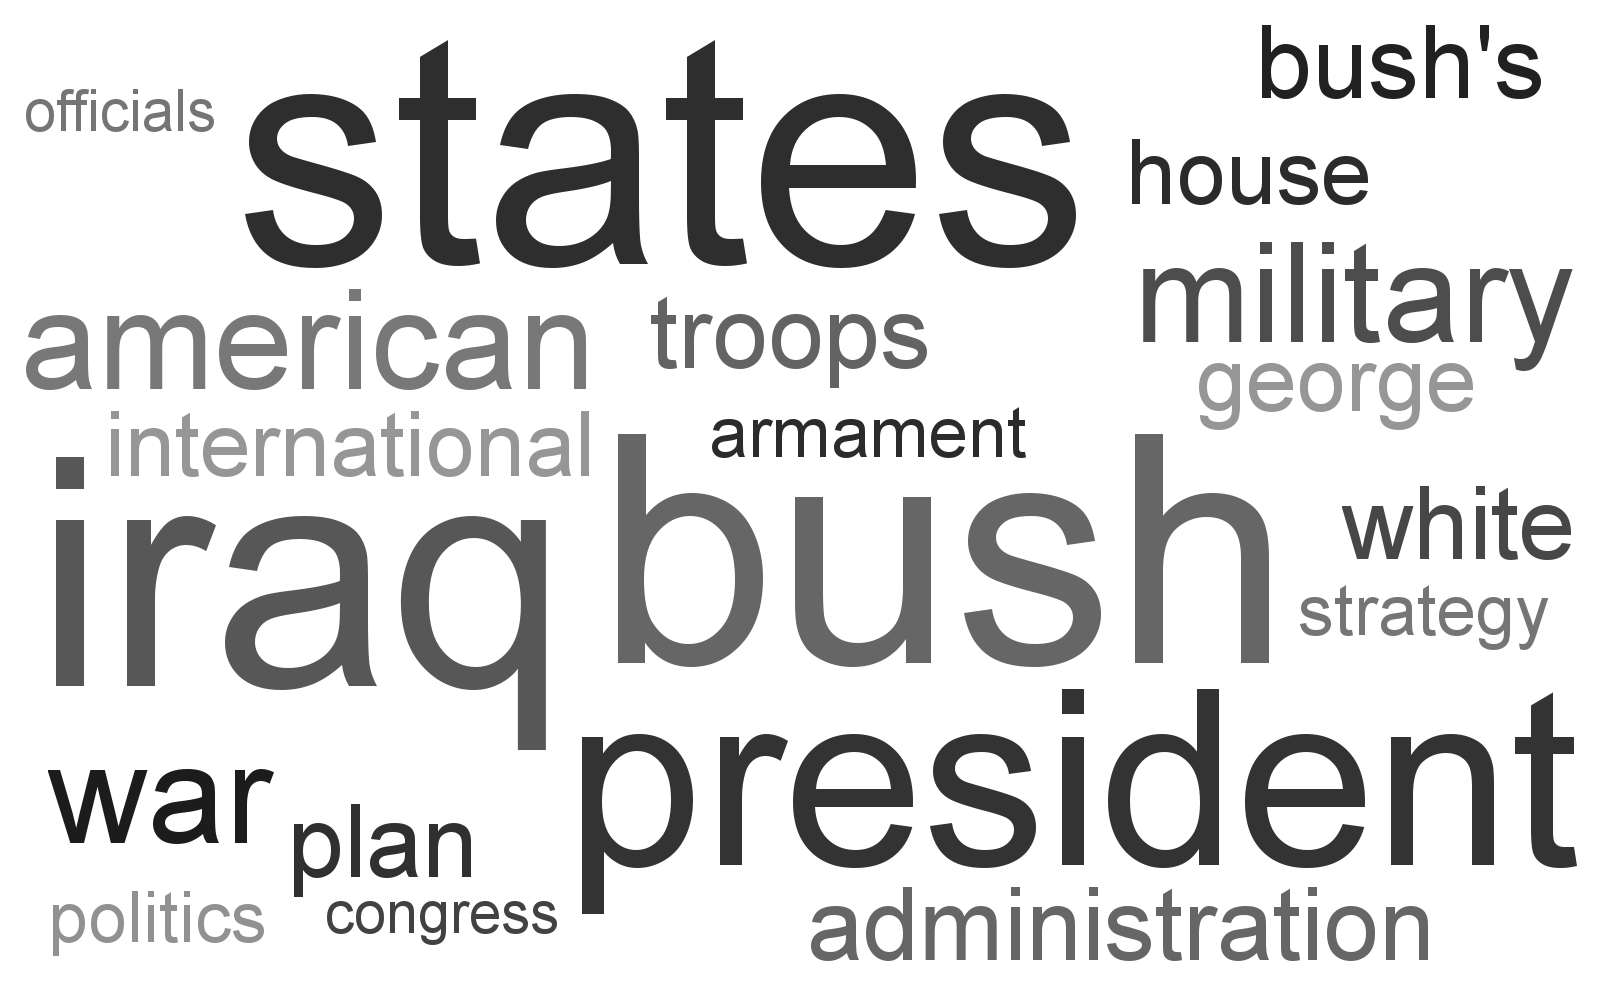 bush's
officials
states
house
military
american
troops
george
international
armament
iraq
bush
white
strategy
president
war
plan
politics
congress
administration